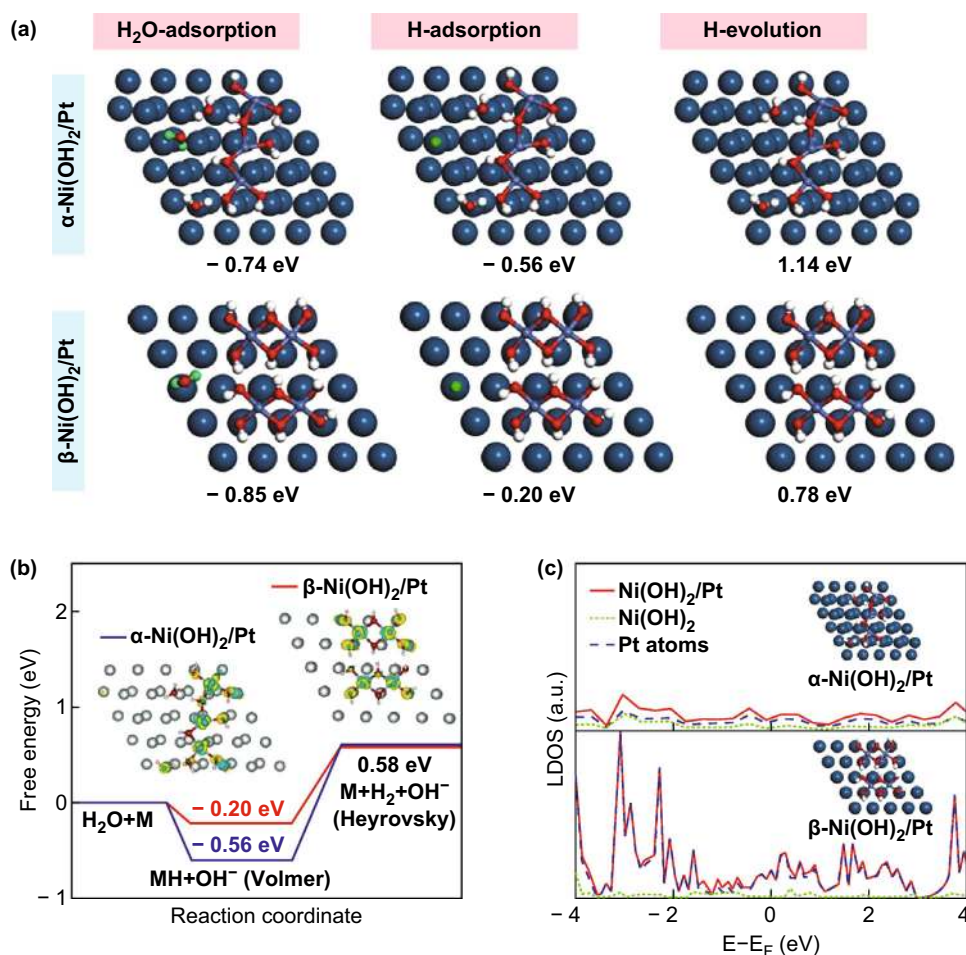 (a)
H₂O-adsorption
H-adsorption
H-evolution
α-Ni(OH)₂/Pt
− 0.74 eV
− 0.56 eV
1.14 eV
β-Ni(OH)₂/Pt
− 0.85 eV
− 0.20 eV
0.78 eV
(b)
β-Ni(OH)₂/Pt
α-Ni(OH)₂/Pt
Free energy (eV)
2
1
0
− 1
H₂O+M
− 0.20 eV
− 0.56 eV
MH+OH⁻ (Volmer)
0.58 eV
M+H₂+OH⁻
(Heyrovsky)
Reaction coordinate
(c)
Ni(OH)₂/Pt
Ni(OH)₂
Pt atoms
α-Ni(OH)₂/Pt
β-Ni(OH)₂/Pt
LDOS (a.u.)
− 4
− 2
0
2
4
E−E_F (eV)